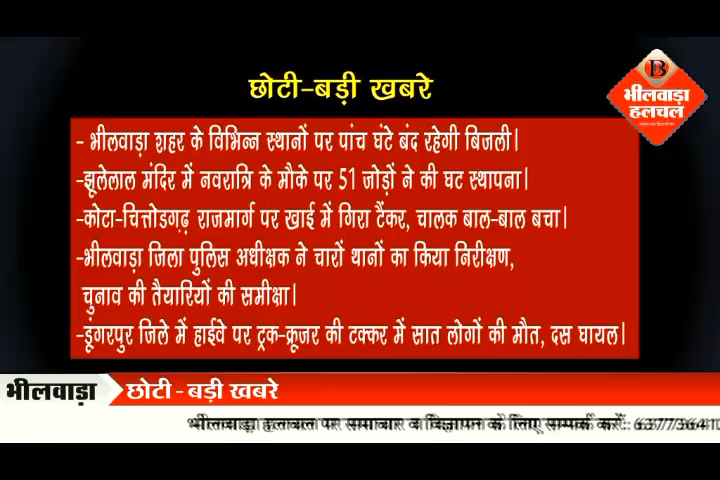 छोटी-बड़ी खबरे
B
भीलवाड़ा
हलचल
- भीलवाड़ा शहर के विभिन्न स्थानों पर पांच घंटे बंद रहेगी बिजली।
-झूलेलाल मंदिर में नवरात्रि के मौके पर 51 जोड़ों ने की घट स्थापना।
-कोटा-चित्तोडगढ़ राजमार्ग पर खाई में गिरा टैंकर, चालक बाल-बाल बचा।
-भीलवाड़ा जिला पुलिस अधीक्षक ने चारों थानों का किया निरीक्षण,
चुनाव की तैयारियों की समीक्षा।
-डूंगरपुर जिले में हाईवे पर ट्रक-क्रूजर की टक्कर में सात लोगों की मौत, दस घायल।
भीलवाड़ा छोटी - बड़ी खबरे
भीलवाड़ा हलचल पर समाचार व विज्ञापन के लिए सम्पर्क करें: